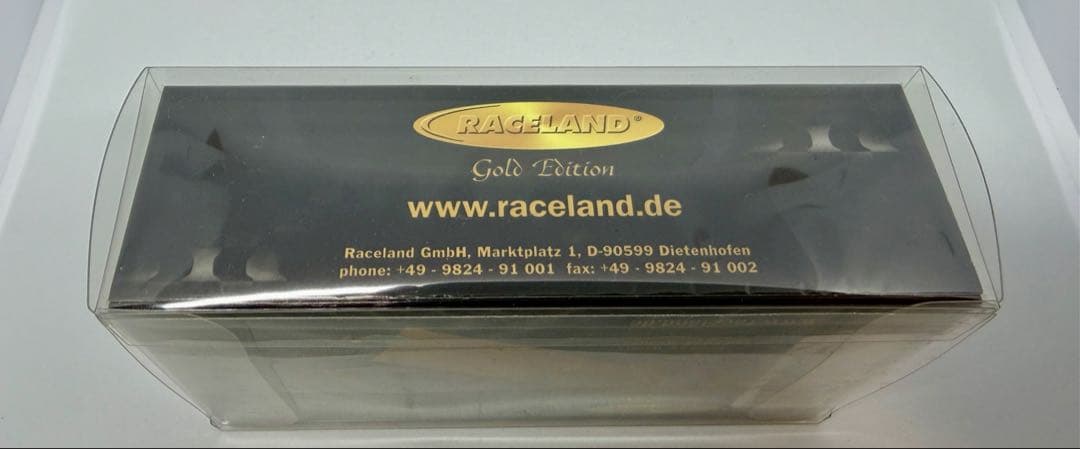 RACELAND®
Gold Edition
www.raceland.de
Raceland GmbH, Marktplatz 1, D-90599 Dietenhofen
phone: +49 - 9824 - 91 001 fax: +49 - 9824 - 91 002